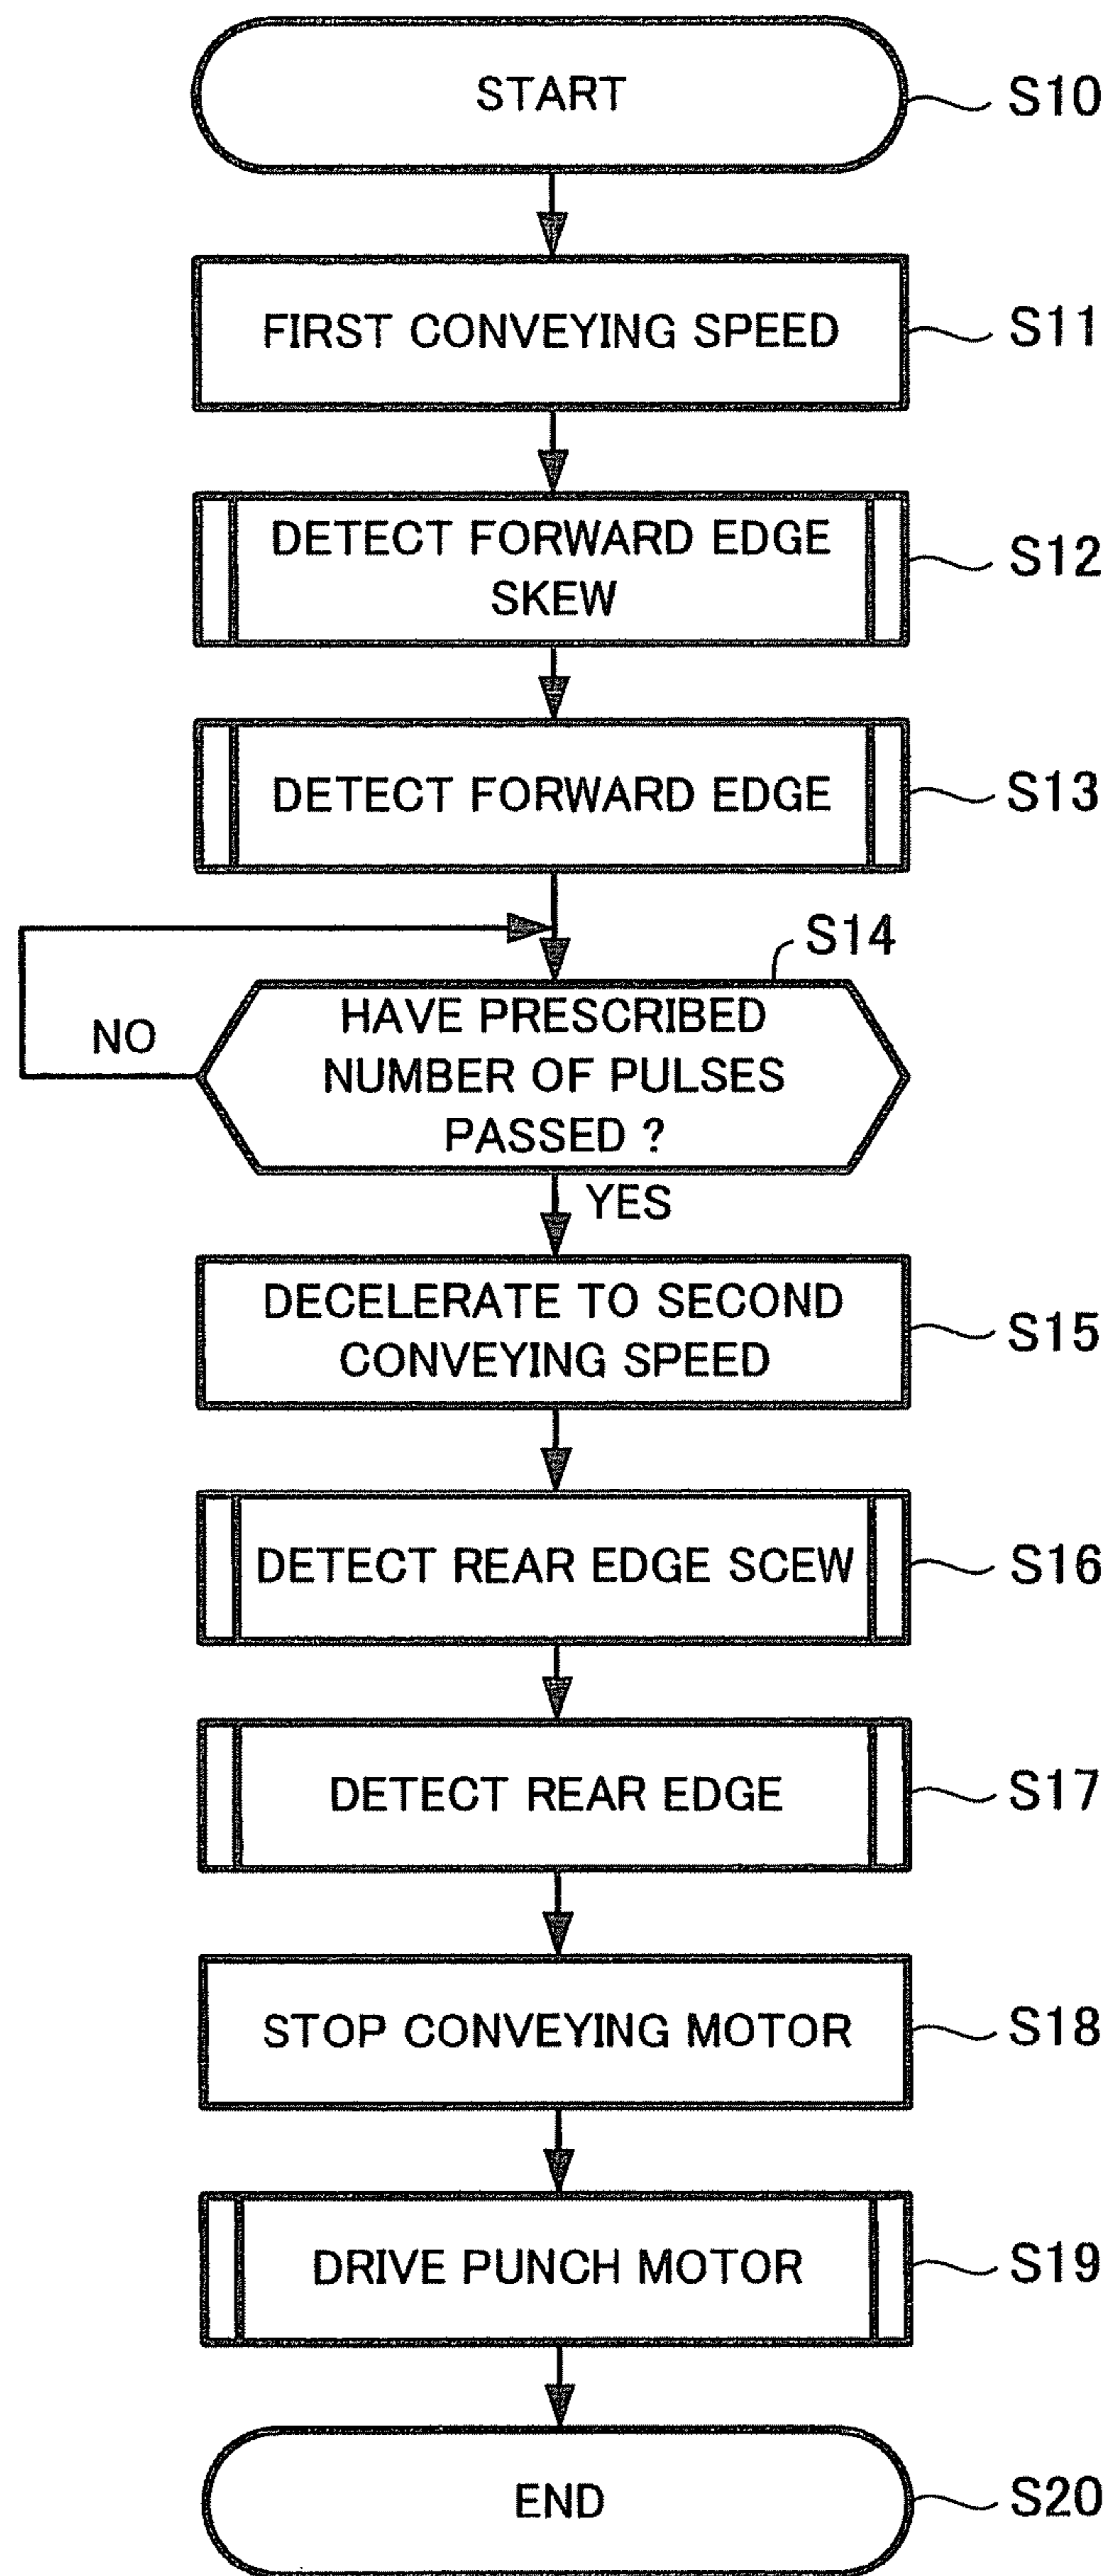 START
S10
FIRST CONVEYING SPEED
S11
DETECT FORWARD EDGE
SKEW
S12
DETECT FORWARD EDGE
S13
S14
HAVE PRESCRIBED
NUMBER OF PULSES
PASSED ?
NO
YES
DECELERATE TO SECOND
CONVEYING SPEED
S15
DETECT REAR EDGE SCEW
S16
DETECT REAR EDGE
S17
STOP CONVEYING MOTOR
S18
DRIVE PUNCH MOTOR
S19
END
S20